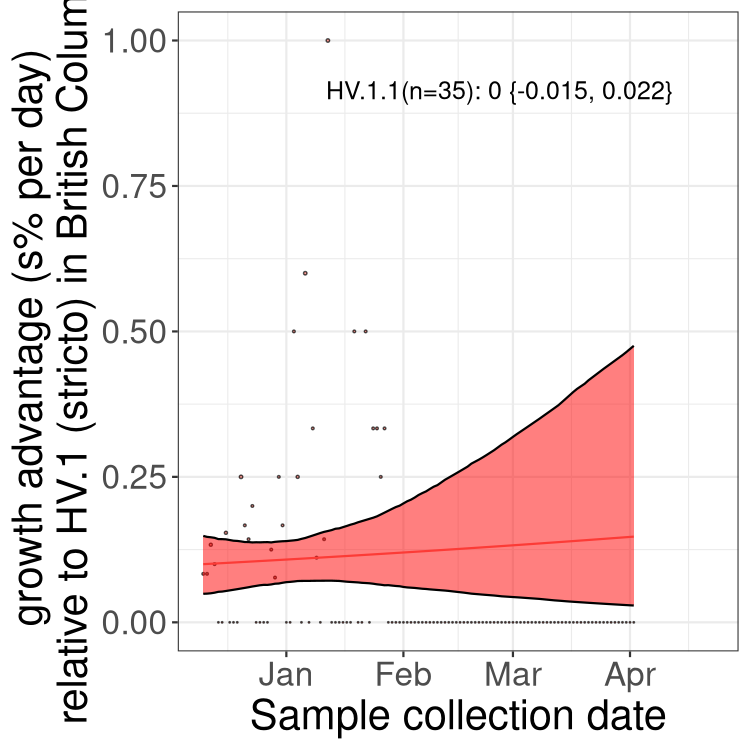 growth advantage (s% per day)
relative to HV.1 (stricto) in British Colum
1.00
0.75
0.50
0.25
0.00
HV.1.1(n=35): 0 {-0.015, 0.022}
Jan Feb Mar Apr
Sample collection date